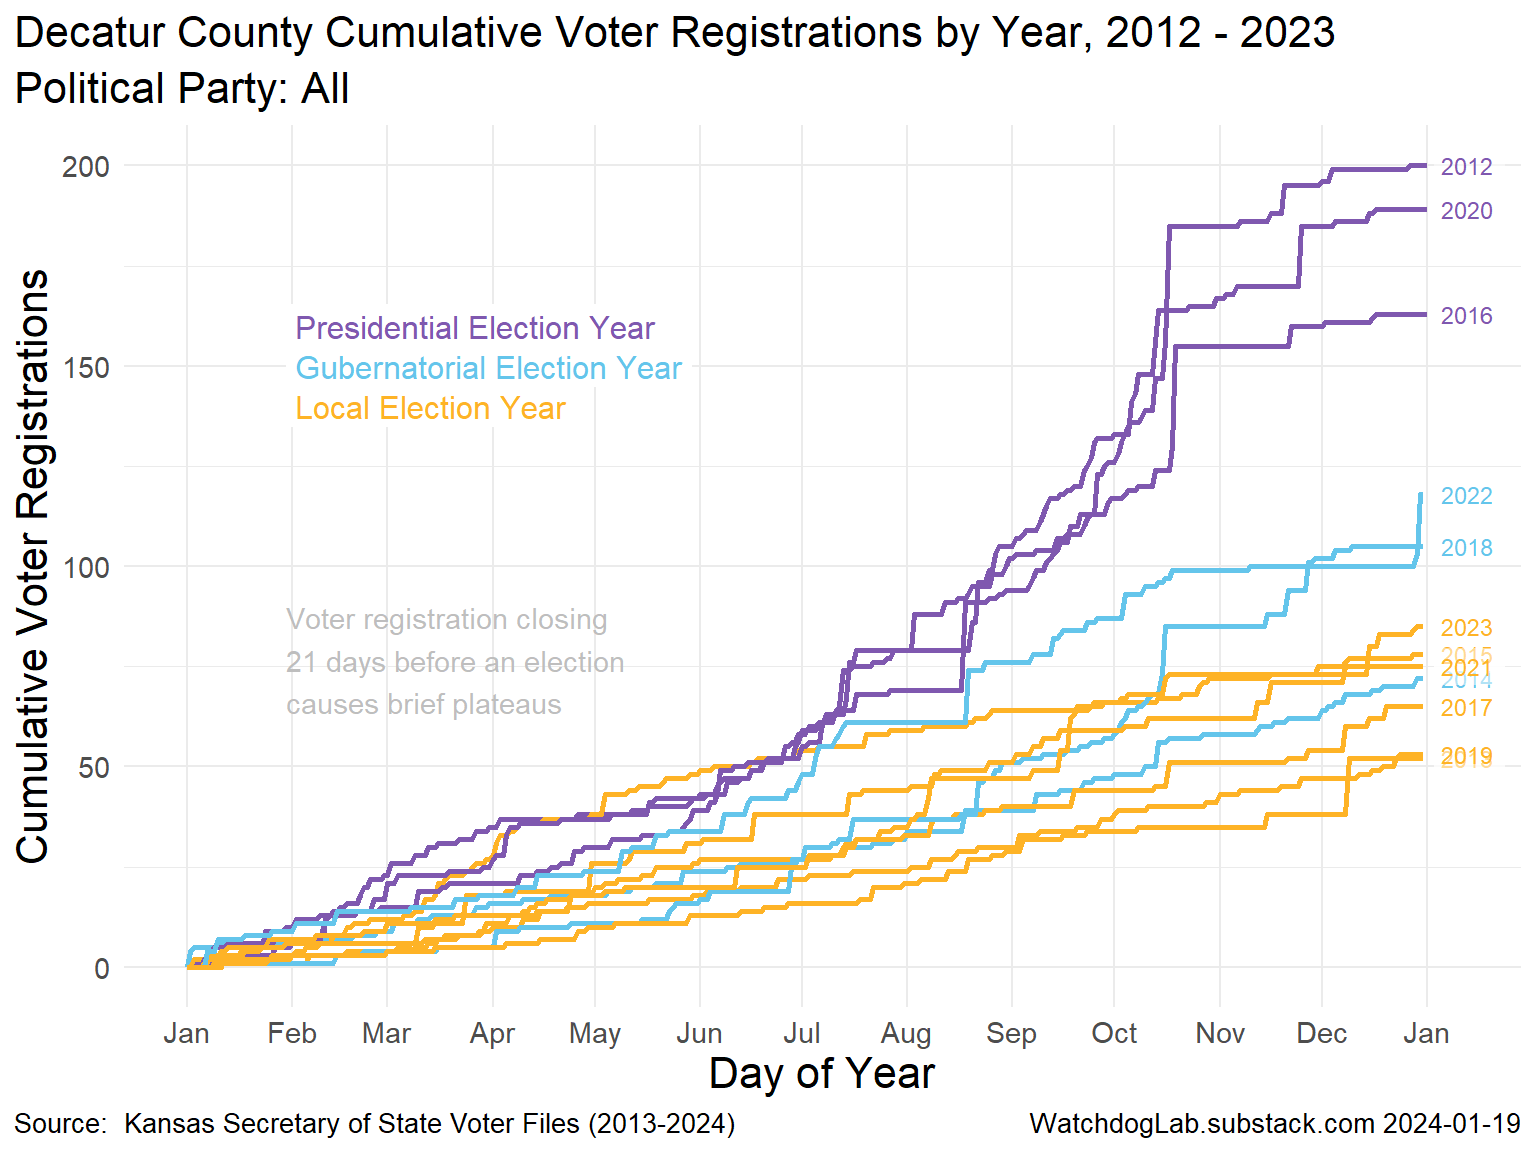 Decatur County Cumulative Voter Registrations by Year, 2012 - 2023
Political Party: All
Cumulative Voter Registrations
200
150
100
50
0
Presidential Election Year
Gubernatorial Election Year
Local Election Year
Voter registration closing
21 days before an election
causes brief plateaus
2012
2020
2016
2022
2018
2023
2015
2021
2014
2017
2019
Jan Feb Mar Apr May Jun Jul Aug Sep Oct Nov Dec Jan
Day of Year
Source: Kansas Secretary of State Voter Files (2013-2024)
WatchdogLab.substack.com 2024-01-19